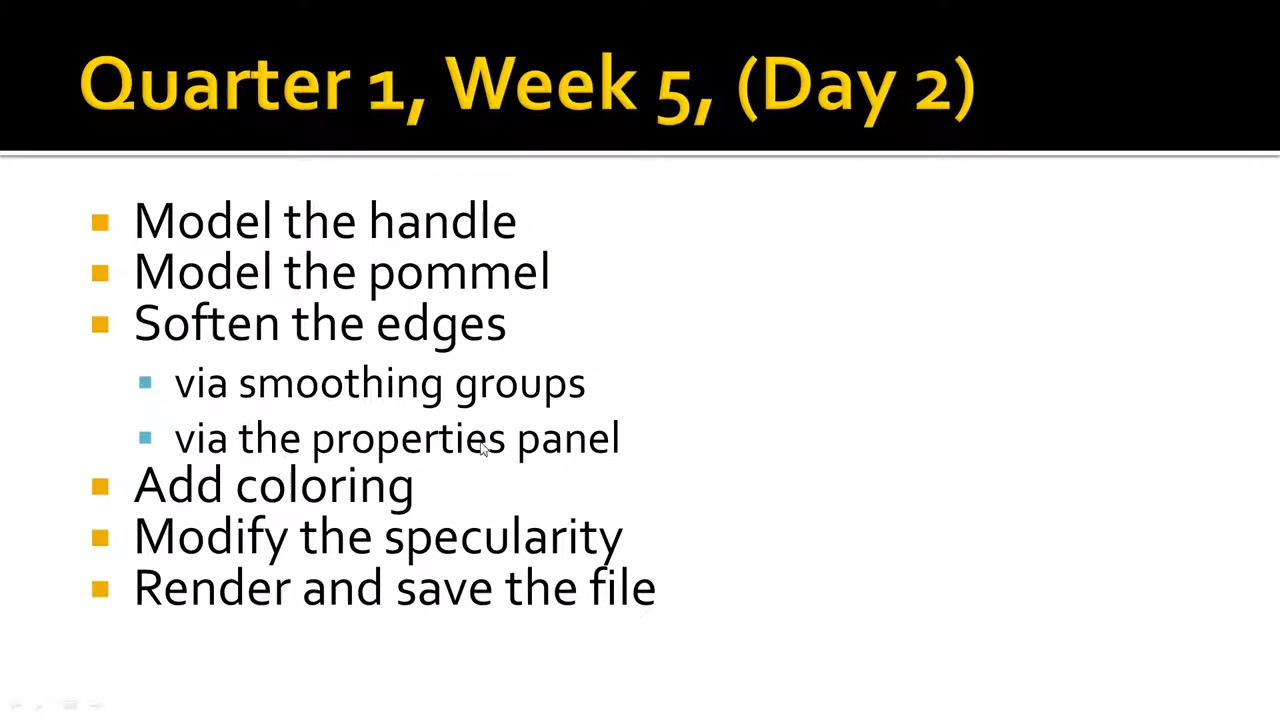 Quarter 1, Week 5, (Day 2)
Model the handle
Model the pommel
Soften the edges
via smoothing groups
via the properties panel
Add coloring
Modify the specularity
Render and save the file